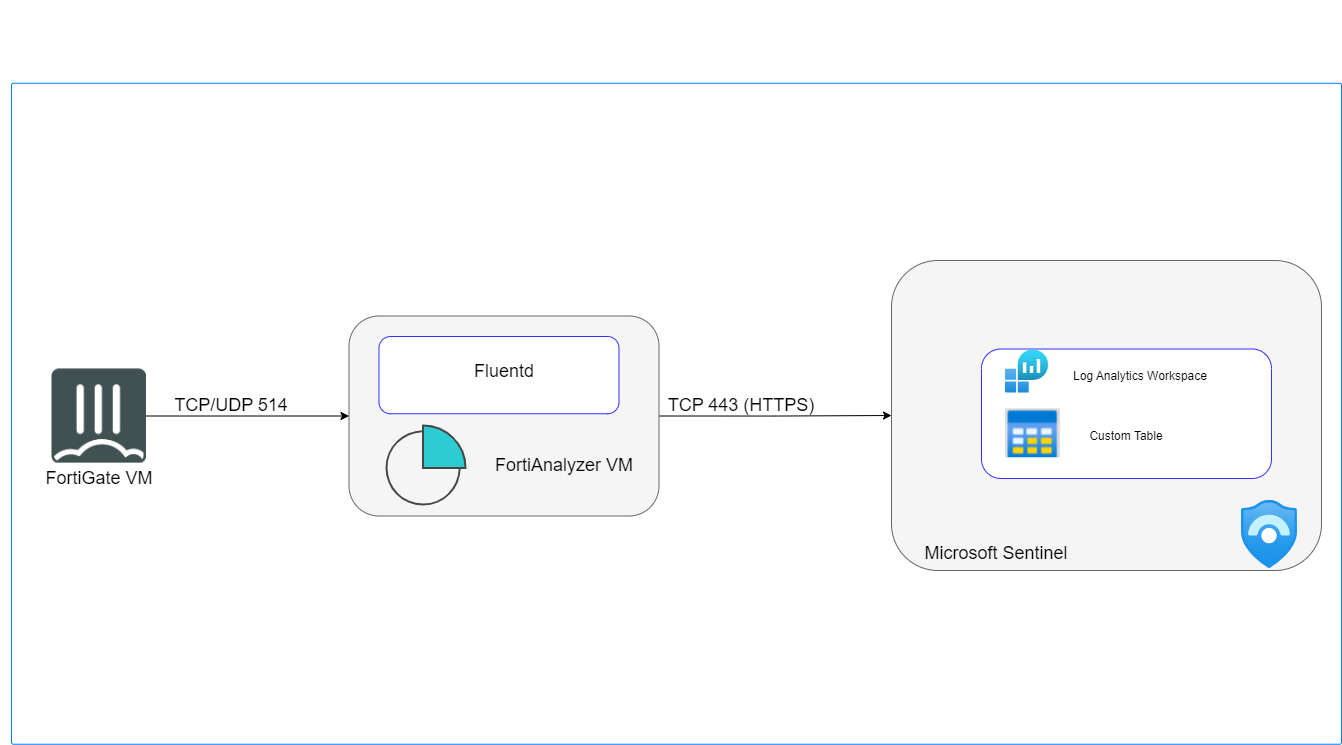 FortiGate VM
TCP/UDP 514
Fluentd
FortiAnalyzer VM
TCP 443 (HTTPS)
Log Analytics Workspace
Custom Table
Microsoft Sentinel